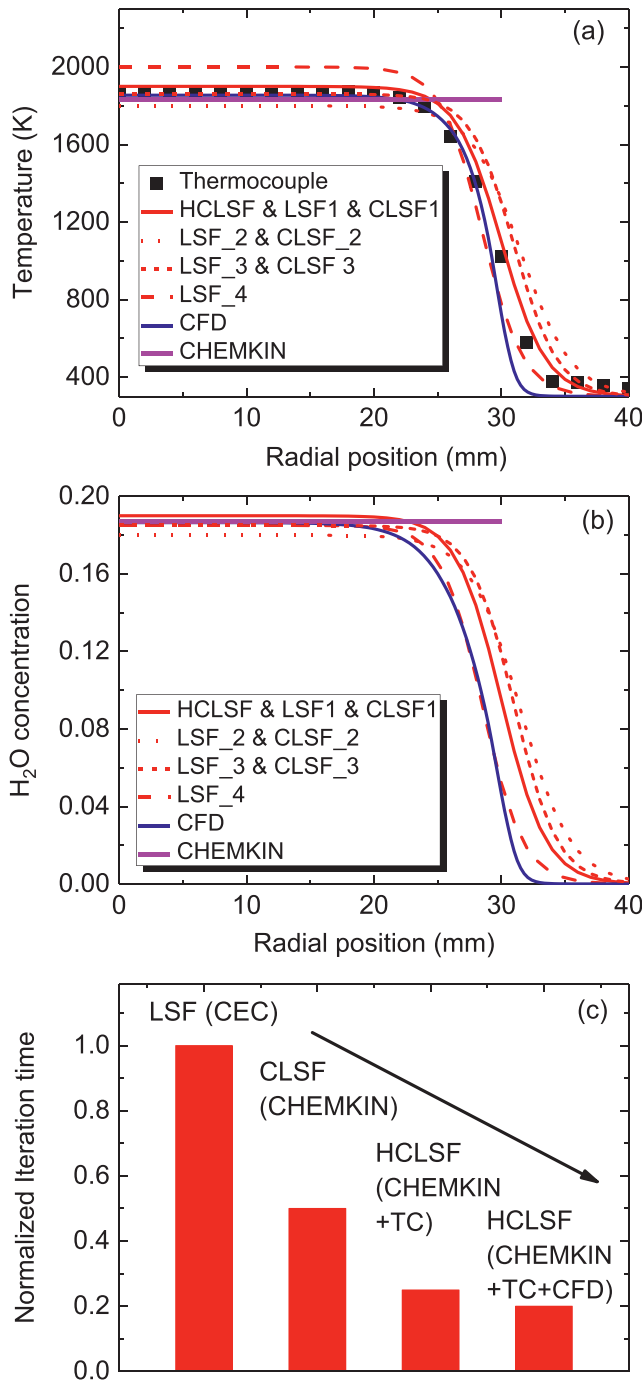 (a)
2000
1600
1200
800
400
Temperature (K)
Thermocouple
HCLSF & LSF1 & CLSF1
LSF_2 & CLSF_2
LSF_3 & CLSF 3
LSF_4
CFD
CHEMKIN
0 10 20 30 40
Radial position (mm)
(b)
0.20
0.16
0.12
0.08
0.04
0.00
H₂O concentration
HCLSF & LSF1 & CLSF1
LSF_2 & CLSF_2
LSF_3 & CLSF_3
LSF_4
CFD
CHEMKIN
0 10 20 30 40
Radial position (mm)
(c)
1.0
0.8
0.6
0.4
0.2
0.0
Normalized Iteration time
LSF (CEC)
CLSF
(CHEMKIN)
HCLSF
(CHEMKIN
+TC)
HCLSF
(CHEMKIN
+TC+CFD)